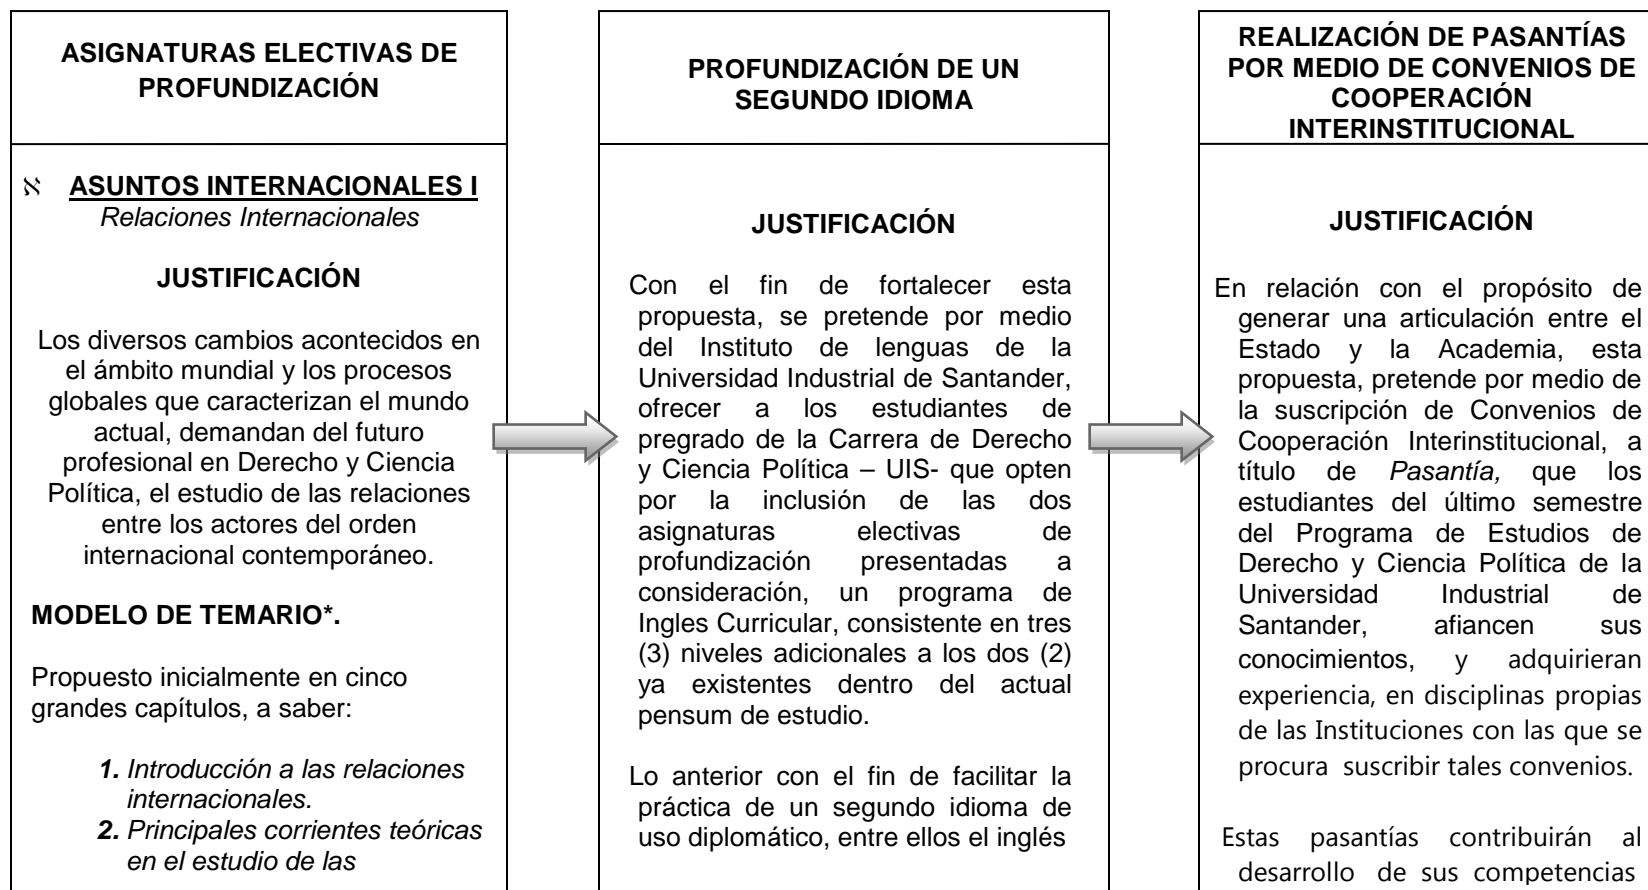 ASIGNATURAS ELECTIVAS DE
PROFUNDIZACIÓN
ℵ ASUNTOS INTERNACIONALES I
Relaciones Internacionales
JUSTIFICACIÓN
Los diversos cambios acontecidos en
el ámbito mundial y los procesos
globales que caracterizan el mundo
actual, demandan del futuro
profesional en Derecho y Ciencia
Política, el estudio de las relaciones
entre los actores del orden
internacional contemporáneo.
MODELO DE TEMARIO*.
Propuesto inicialmente en cinco
grandes capítulos, a saber:
1. Introducción a las relaciones
internacionales.
2. Principales corrientes teóricas
en el estudio de las
PROFUNDIZACIÓN DE UN
SEGUNDO IDIOMA
JUSTIFICACIÓN
Con el fin de fortalecer esta
propuesta, se pretende por medio
del Instituto de lenguas de la
Universidad Industrial de Santander,
ofrecer a los estudiantes de
pregrado de la Carrera de Derecho
y Ciencia Política – UIS- que opten
por la inclusión de las dos
asignaturas electivas de
profundización presentadas a
consideración, un programa de
Ingles Curricular, consistente en tres
(3) niveles adicionales a los dos (2)
ya existentes dentro del actual
pensum de estudio.
Lo anterior con el fin de facilitar la
práctica de un segundo idioma de
uso diplomático, entre ellos el inglés
REALIZACIÓN DE PASANTÍAS
POR MEDIO DE CONVENIOS DE
COOPERACIÓN
INTERINSTITUCIONAL
JUSTIFICACIÓN
En relación con el propósito de
generar una articulación entre el
Estado y la Academia, esta
propuesta, pretende por medio de
la suscripción de Convenios de
Cooperación Interinstitucional, a
título de Pasantía, que los
estudiantes del último semestre
del Programa de Estudios de
Derecho y Ciencia Política de la
Universidad Industrial de
Santander, afiancen sus
conocimientos, y adquirieran
experiencia, en disciplinas propias
de las Instituciones con las que se
procura suscribir tales convenios.
Estas pasantías contribuirán al
desarrollo de sus competencias